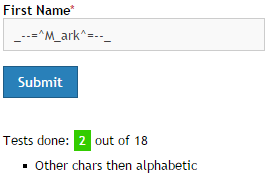 First Name*
_--=^M_ark^=--_
Submit
Tests done: 2 out of 18
Other chars then alphabetic